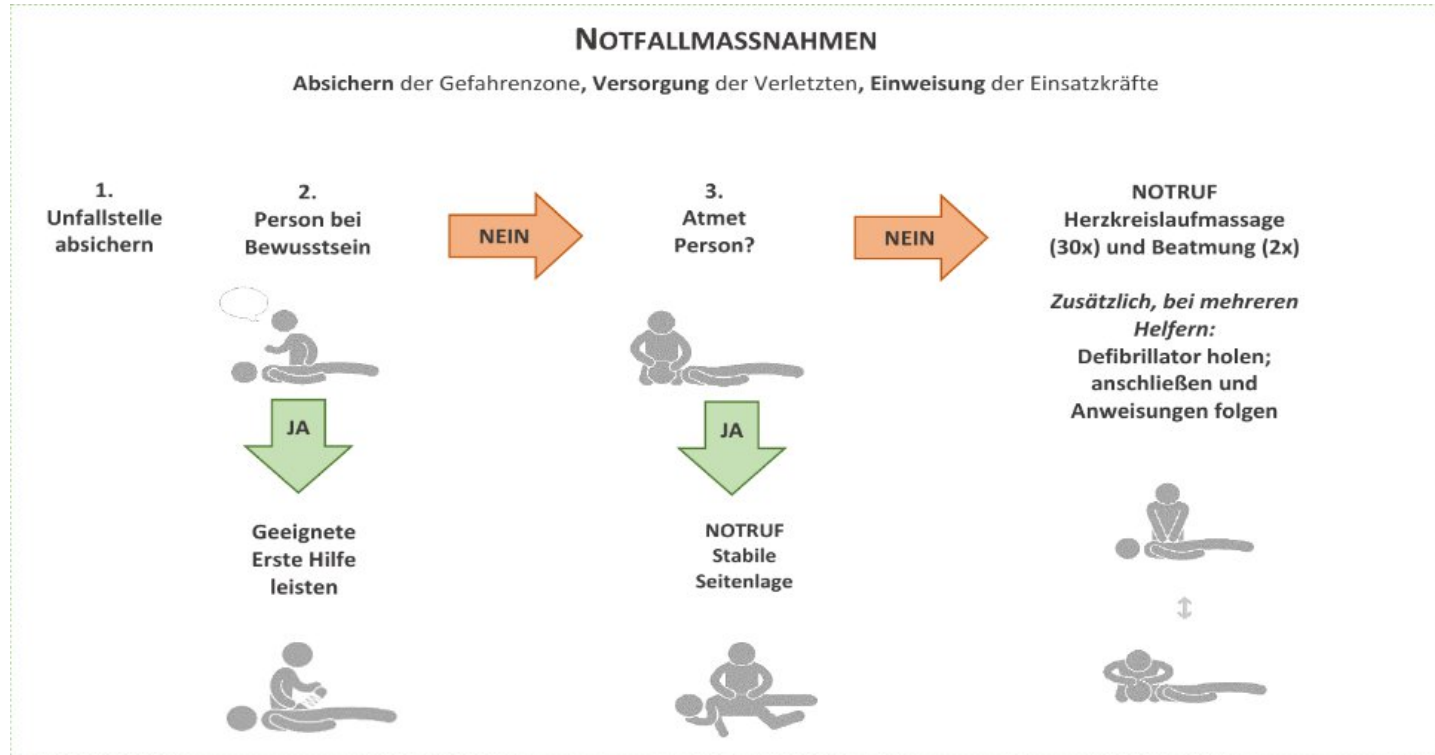 NOTFALLMASSNAHMEN
Absichern der Gefahrenzone, Versorgung der Verletzten, Einweisung der Einsatzkräfte
1.
Unfallstelle
absichern
2.
Person bei
Bewusstsein
NEIN
3.
Atmet
Person?
NEIN
NOTRUF
Herzkreislaufmassage
(30x) und Beatmung (2x)
Zusätzlich, bei mehreren
Helfern:
Defibrillator holen;
anschließen und
Anweisungen folgen
JA
JA
Geeignete
Erste Hilfe
leisten
NOTRUF
Stabile
Seitenlage